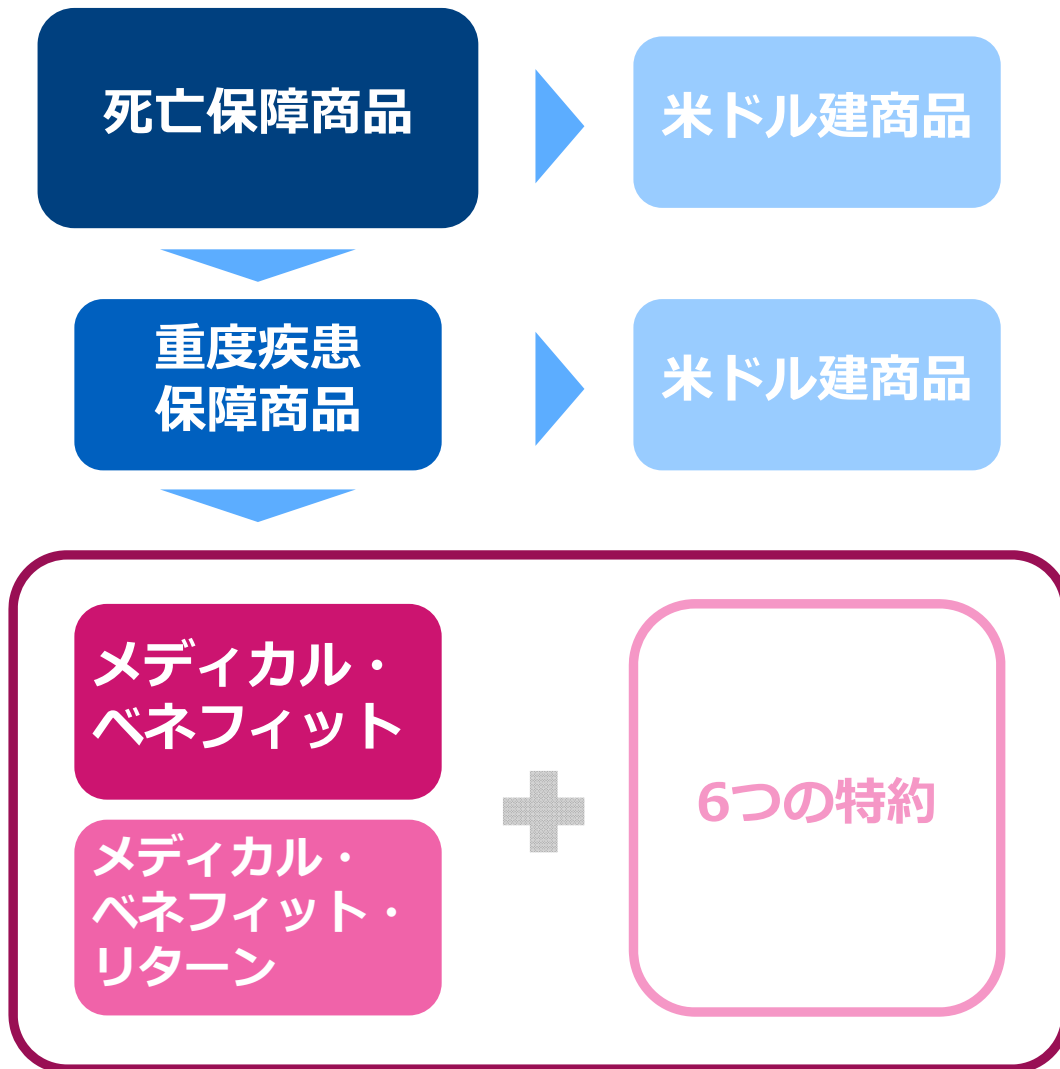 死亡保障商品
米ドル建商品
重度疾患
保障商品
米ドル建商品
メディカル・
ベネフィット
メディカル・
ベネフィット・
リターン
6つの特約